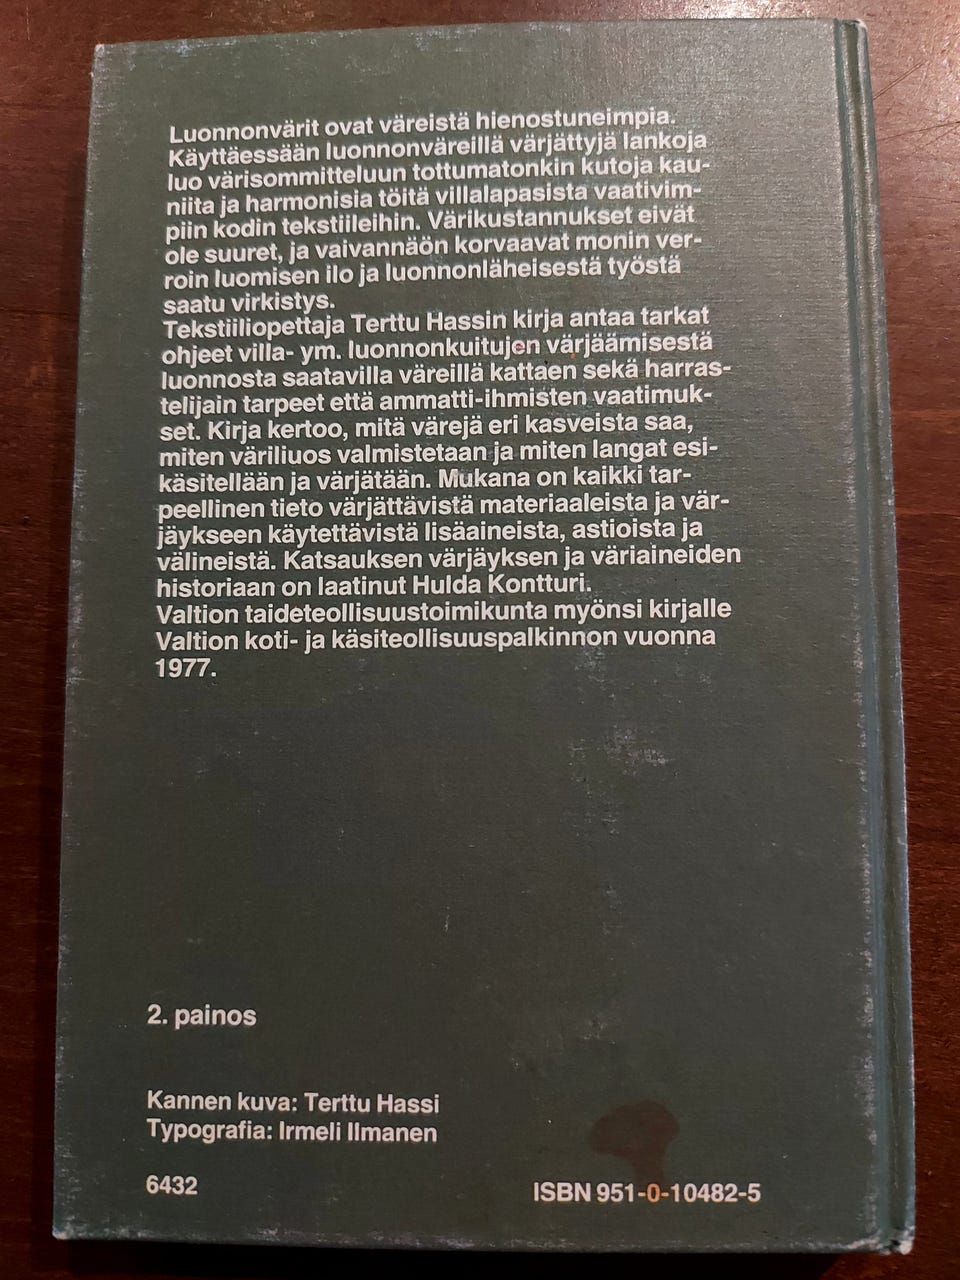 Luonnonvärit ovat väreistä hienostuneimpia.
Käyttäessään luonnonväreillä värjättyjä lankoja
luo värisommitteluun tottumatonkin kutoja kau-
niita ja harmonisia töitä villalapasista vaativim-
piin kodin tekstiileihin. Värikustannukset eivät
ole suuret, ja vaivannäön korvaavat monin ver-
roin luomisen ilo ja luonnonläheisestä työstä
saatu virkistys.
Tekstiiliopettaja Terttu Hassin kirja antaa tarkat
ohjeet villa- ym. luonnonkuitujen värjäämisestä
luonnosta saatavilla väreillä kattaen sekä harras-
telijain tarpeet että ammatti-ihmisten vaatimuk-
set. Kirja kertoo, mitä värejä eri kasveista saa,
miten väriliuos valmistetaan ja miten langat esi-
käsitellään ja värjätään. Mukana on kaikki tar-
peellinen tieto värjättävistä materiaaleista ja vär-
jäykseen käytettävistä lisäaineista, astioista ja
välineistä. Katsauksen värjäyksen ja väriaineiden
historiaan on laatinut Hulda Kontturi.
Valtion taideteollisuustoimikunta myönsi kirjalle
Valtion koti- ja käsiteollisuuspalkinnon vuonna
1977.
2. painos
Kannen kuva: Terttu Hassi
Typografia: Irmeli Ilmanen
6432
ISBN 951-0-10482-5